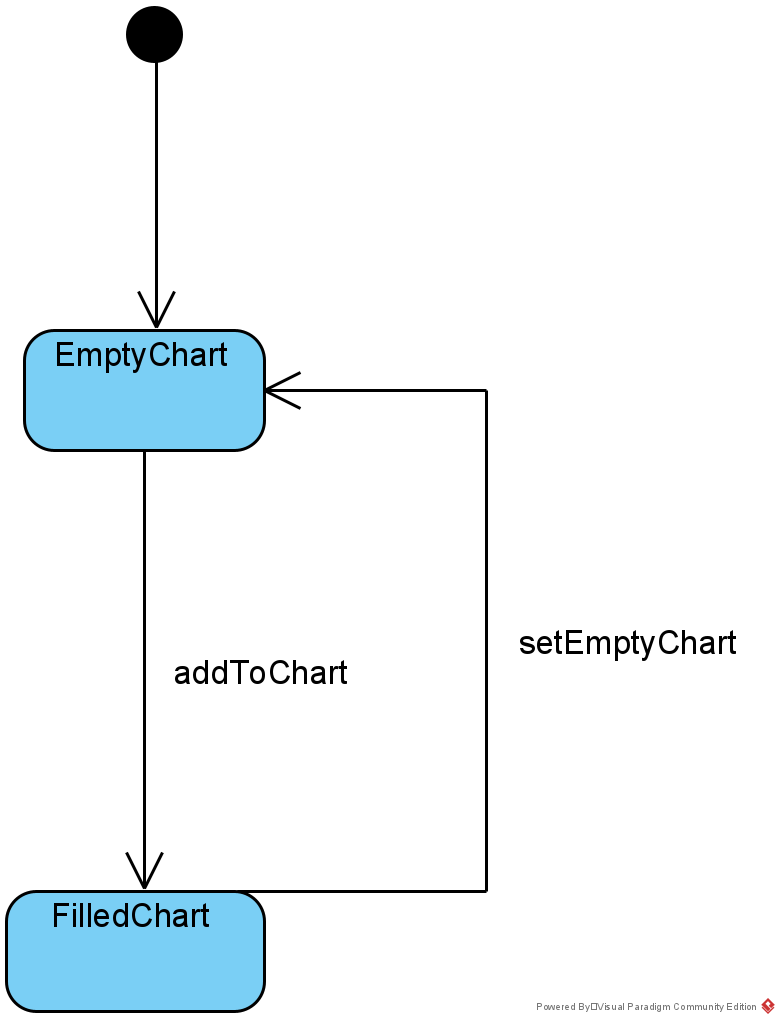 EmptyChart
setEmptyChart
addToChart
FilledChart
Powered By□Visual Paradigm Community Edition